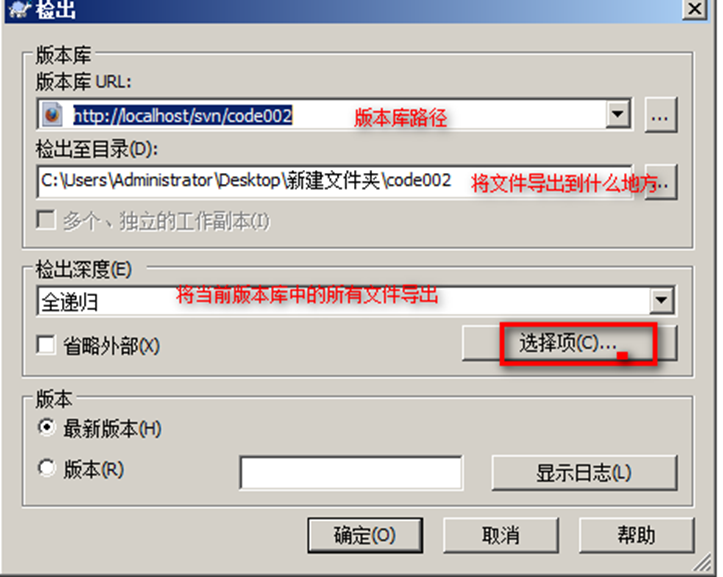 检出
版本库
版本库 URL:
http://localhost/svn/code002
版本库路径
...
检出至目录(D):
C:\Users\Administrator\Desktop\新建文件夹\code002
将文件导出到什么地方
..
多个、独立的工作副本(I)
检出深度(E)
全递归
将当前版本库中的所有文件导出
省略外部(X)
选择项(C)...
版本
最新版本(H)
版本(R)
显示日志(L)
确定(O)
取消
帮助